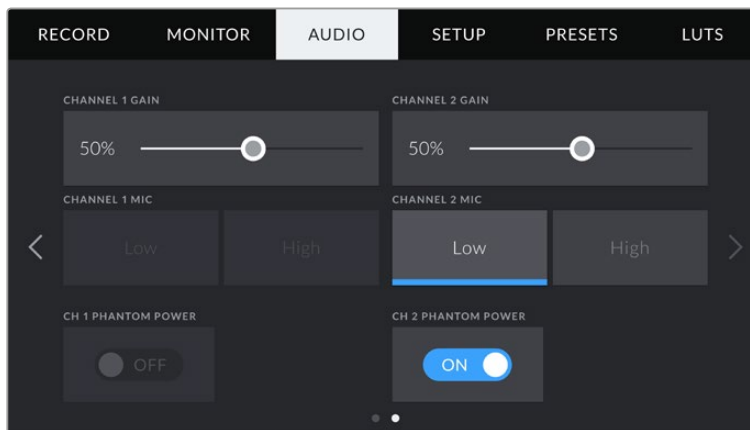 RECORD MONITOR AUDIO SETUP PRESETS LUTS
CHANNEL 1 GAIN CHANNEL 2 GAIN
50% 50%
CHANNEL 1 MIC CHANNEL 2 MIC
Low High Low High
CH 1 PHANTOM POWER CH 2 PHANTOM POWER
OFF ON